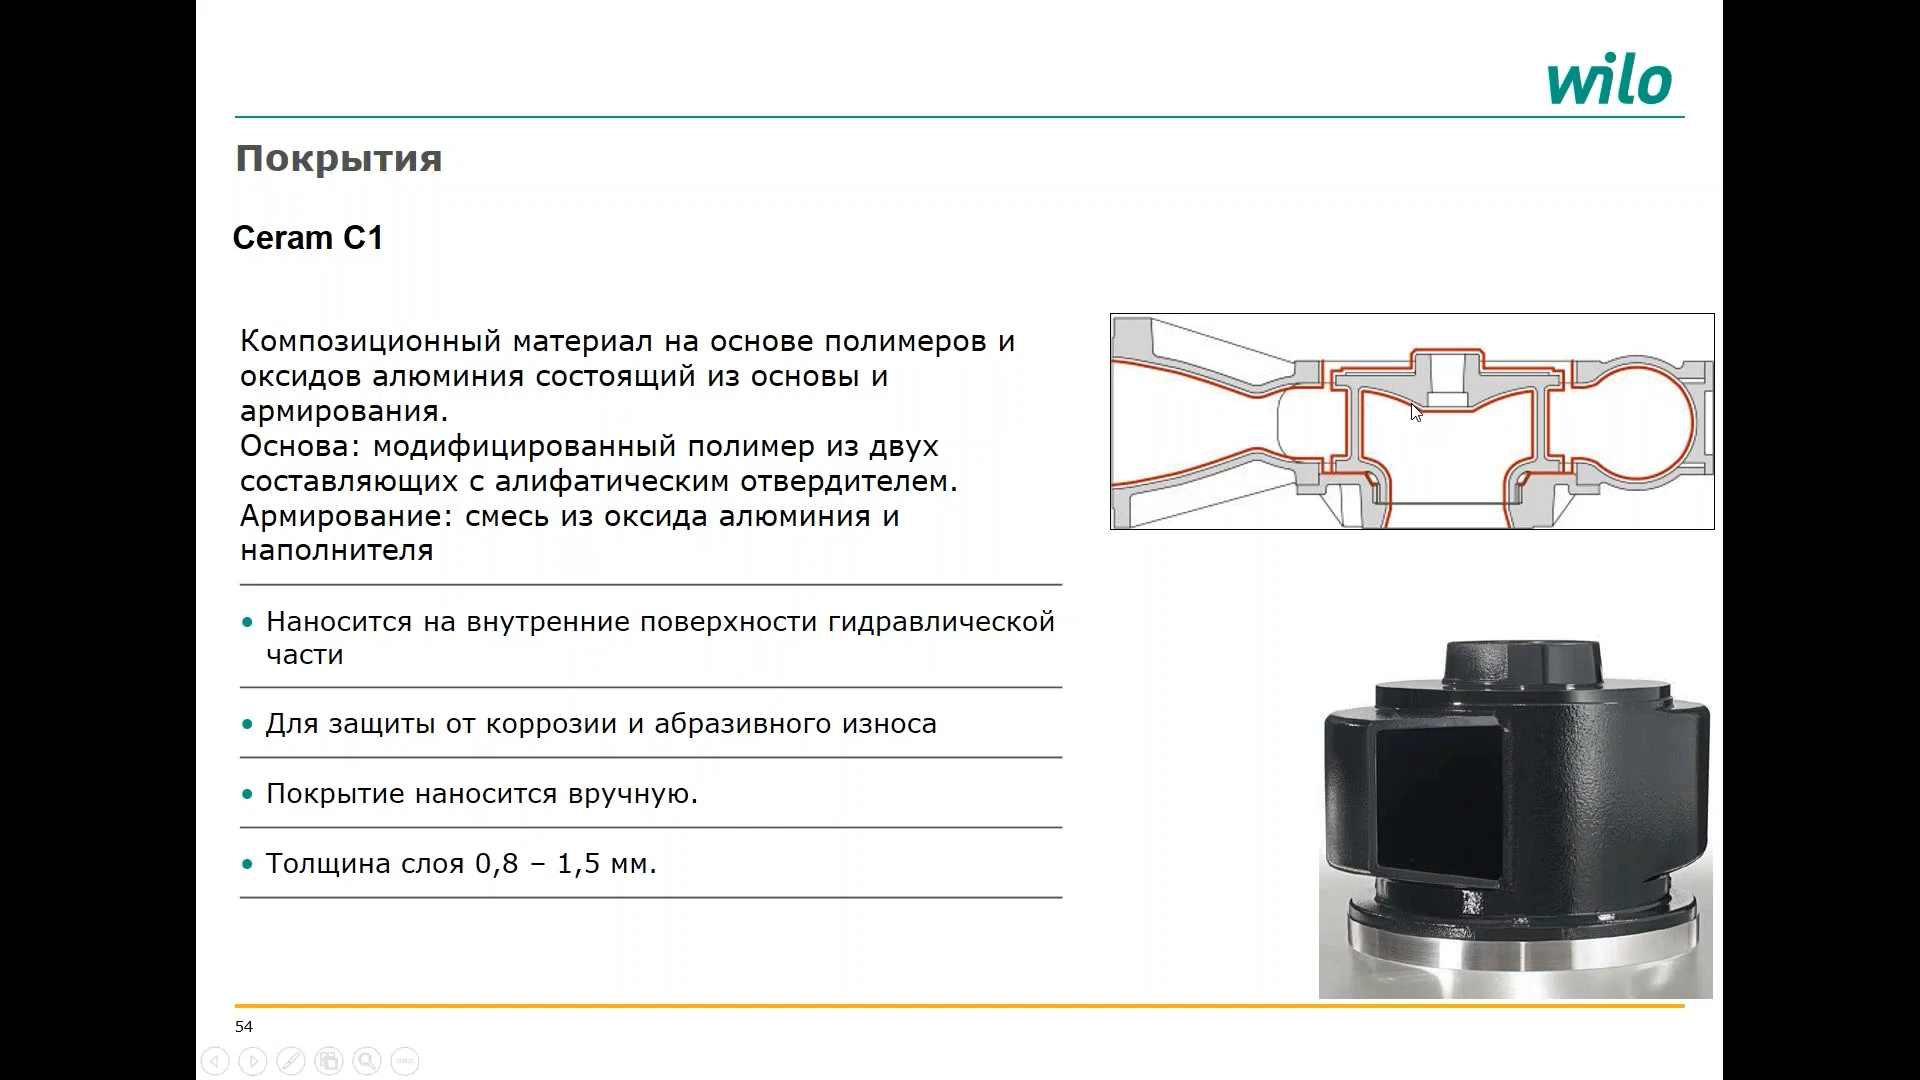 wilo
Покрытия
Ceram C1
Композиционный материал на основе полимеров и
оксидов алюминия состоящий из основы и
армирования.
Основа: модифицированный полимер из двух
составляющих с алифатическим отвердителем.
Армирование: смесь из оксида алюминия и
наполнителя
• Наносится на внутренние поверхности гидравлической
части
• Для защиты от коррозии и абразивного износа
• Покрытие наносится вручную.
• Толщина слоя 0,8 – 1,5 мм.
54